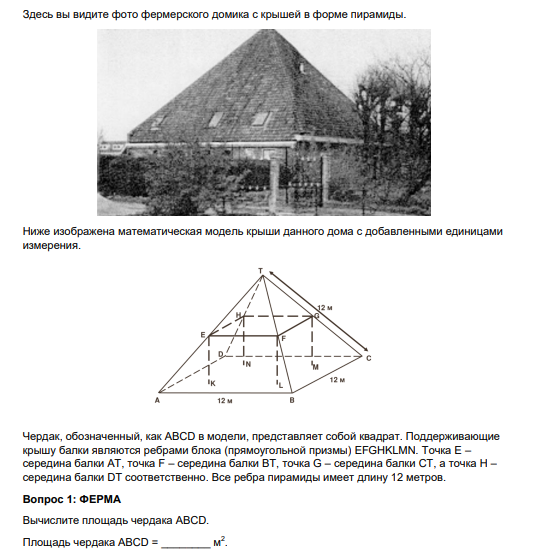 Здесь вы видите фото фермерского домика с крышей в форме пирамиды.
Ниже изображена математическая модель крыши данного дома с добавленными единицами
измерения.
T
12 м
H
G
E
F
D
N
M
C
K
L
12 м
A
12 м
B
Чердак, обозначенный, как ABCD в модели, представляет собой квадрат. Поддерживающие
крышу балки являются ребрами блока (прямоугольной призмы) EFGHKLMN. Точка E –
середина балки AT, точка F – середина балки BT, точка G – середина балки CT, а точка H –
середина балки DT соответственно. Все ребра пирамиды имеют длину 12 метров.
Вопрос 1: ФЕРМА
Вычислите площадь чердака ABCD.
Площадь чердака ABCD = ________ м².